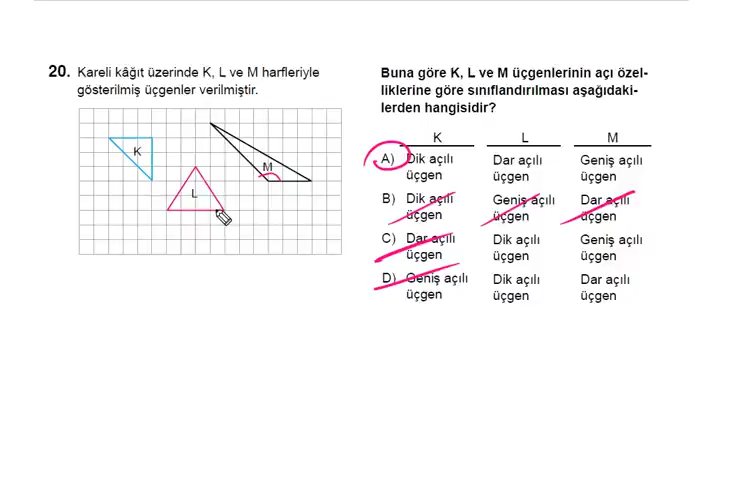 20. Kareli kâğıt üzerinde K, L ve M harfleriyle
gösterilmiş üçgenler verilmiştir.
K
M
L
Buna göre K, L ve M üçgenlerinin açı özel-
liklerine göre sınıflandırılması aşağıdaki-
lerden hangisidir?
K L M
A) Dik açılı Dar açılı Geniş açılı
üçgen üçgen üçgen
B) Dik açılı Geniş açılı Dar açılı
üçgen üçgen üçgen
C) Dar açılı Dik açılı Geniş açılı
üçgen üçgen üçgen
D) Geniş açılı Dik açılı Dar açılı
üçgen üçgen üçgen